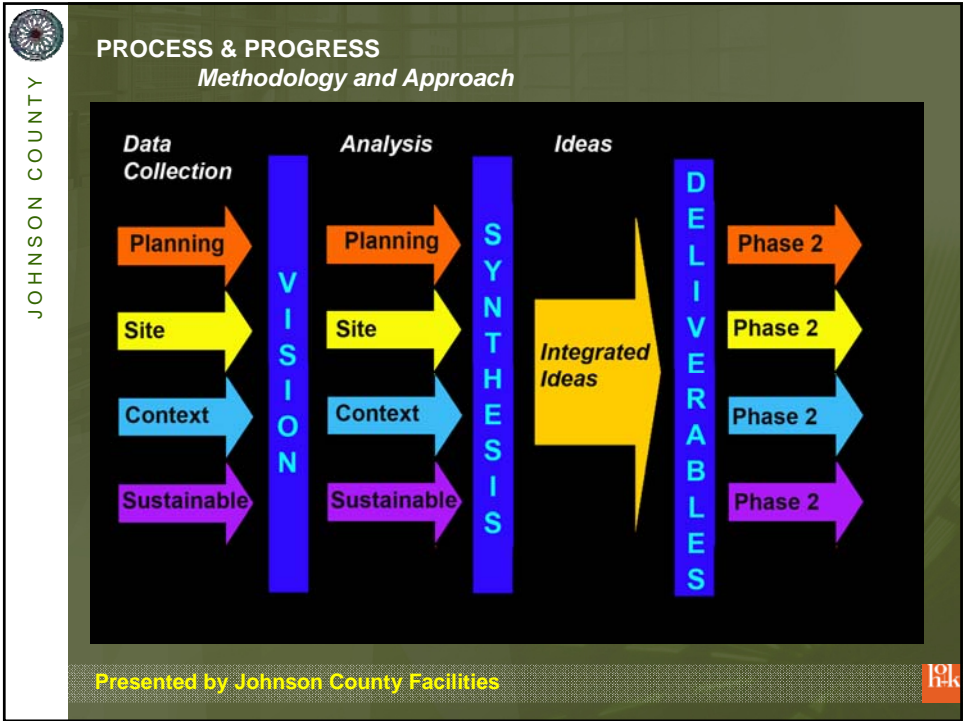 JOHNSON COUNTY
PROCESS & PROGRESS
Methodology and Approach
Data
Collection
Planning
Site
Context
Sustainable
VISION
Analysis
Planning
Site
Context
Sustainable
SYNTHESIS
Ideas
Integrated
Ideas
DELIVERABLES
Phase 2
Phase 2
Phase 2
Phase 2
Presented by Johnson County Facilities
hok